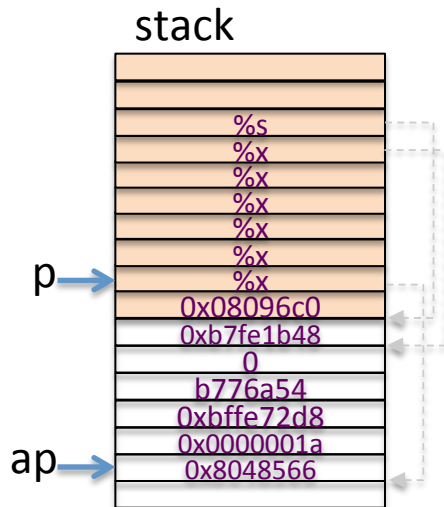 stack
%s
%x
%x
%x
%x
%x
p %x
0x08096c0
0xb7fe1b48
0
b776a54
0xbffe72d8
0x0000001a
ap 0x8048566